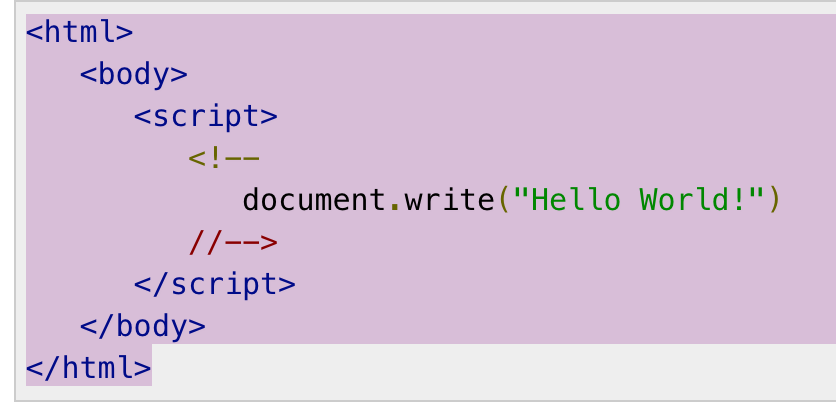 <html>
<body>
<script>
<!--
document.write("Hello World!")
//-->
</script>
</body>
</html>